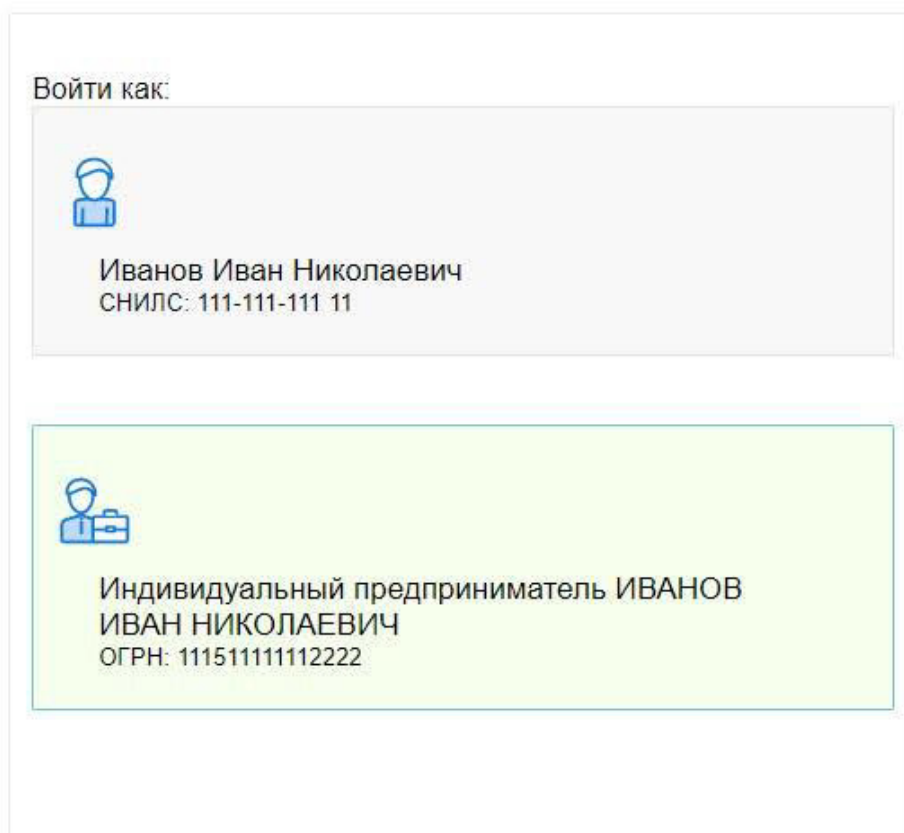 Войти как:
Иванов Иван Николаевич
СНИЛС: 111-111-111 11
Индивидуальный предприниматель ИВАНОВ
ИВАН НИКОЛАЕВИЧ
ОГРН: 111511111112222